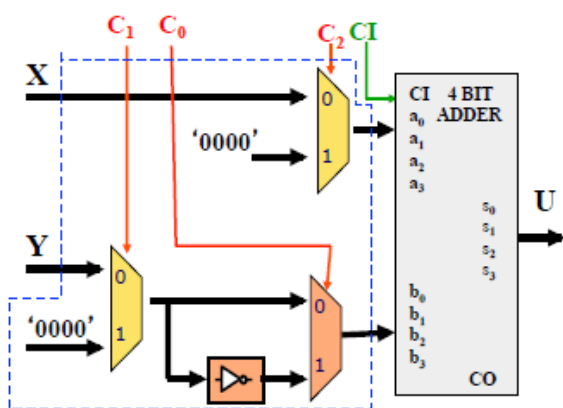 C1 C0 C2 CI
X
0
'0000'
1
CI 4 BIT
a0 ADDER
a1
a2
a3
s0
s1
s2
s3
U
Y
0
'0000'
1
0
1
b0
b1
b2
b3
CO